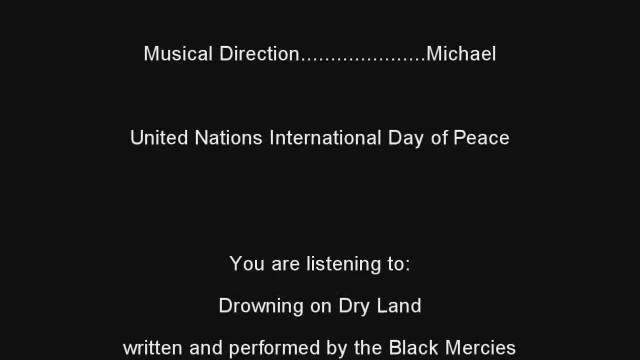 Musical Direction.....................Michael
United Nations International Day of Peace
You are listening to:
Drowning on Dry Land
written and performed by the Black Mercies